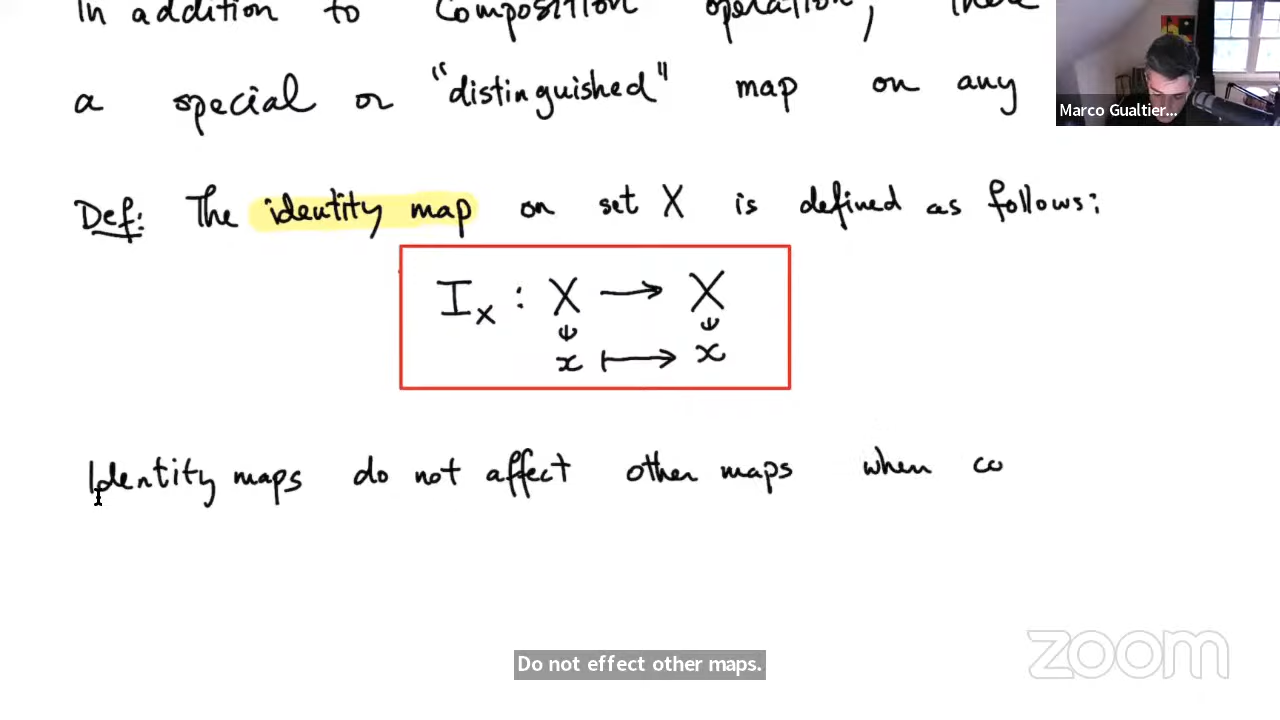 In addition to composition operation, there
a special or "distinguished" map on any
Marco Gualtier...
Def: The identity map on set X is defined as follows:
I_X : X → X
ψ ψ
x ↦ x
Identity maps do not affect other maps when co
Do not effect other maps.
zoom